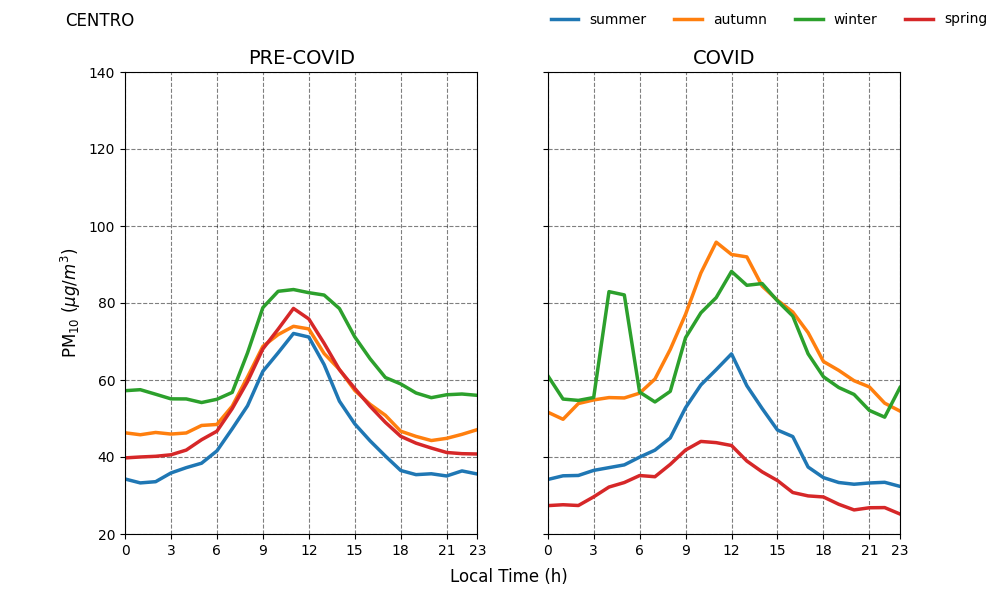 CENTRO
summer autumn winter spring
PRE-COVID COVID
140
120
100
80
60
40
20
PM₁₀ (μg/m³)
0 3 6 9 12 15 18 21 23 0 3 6 9 12 15 18 21 23
Local Time (h)